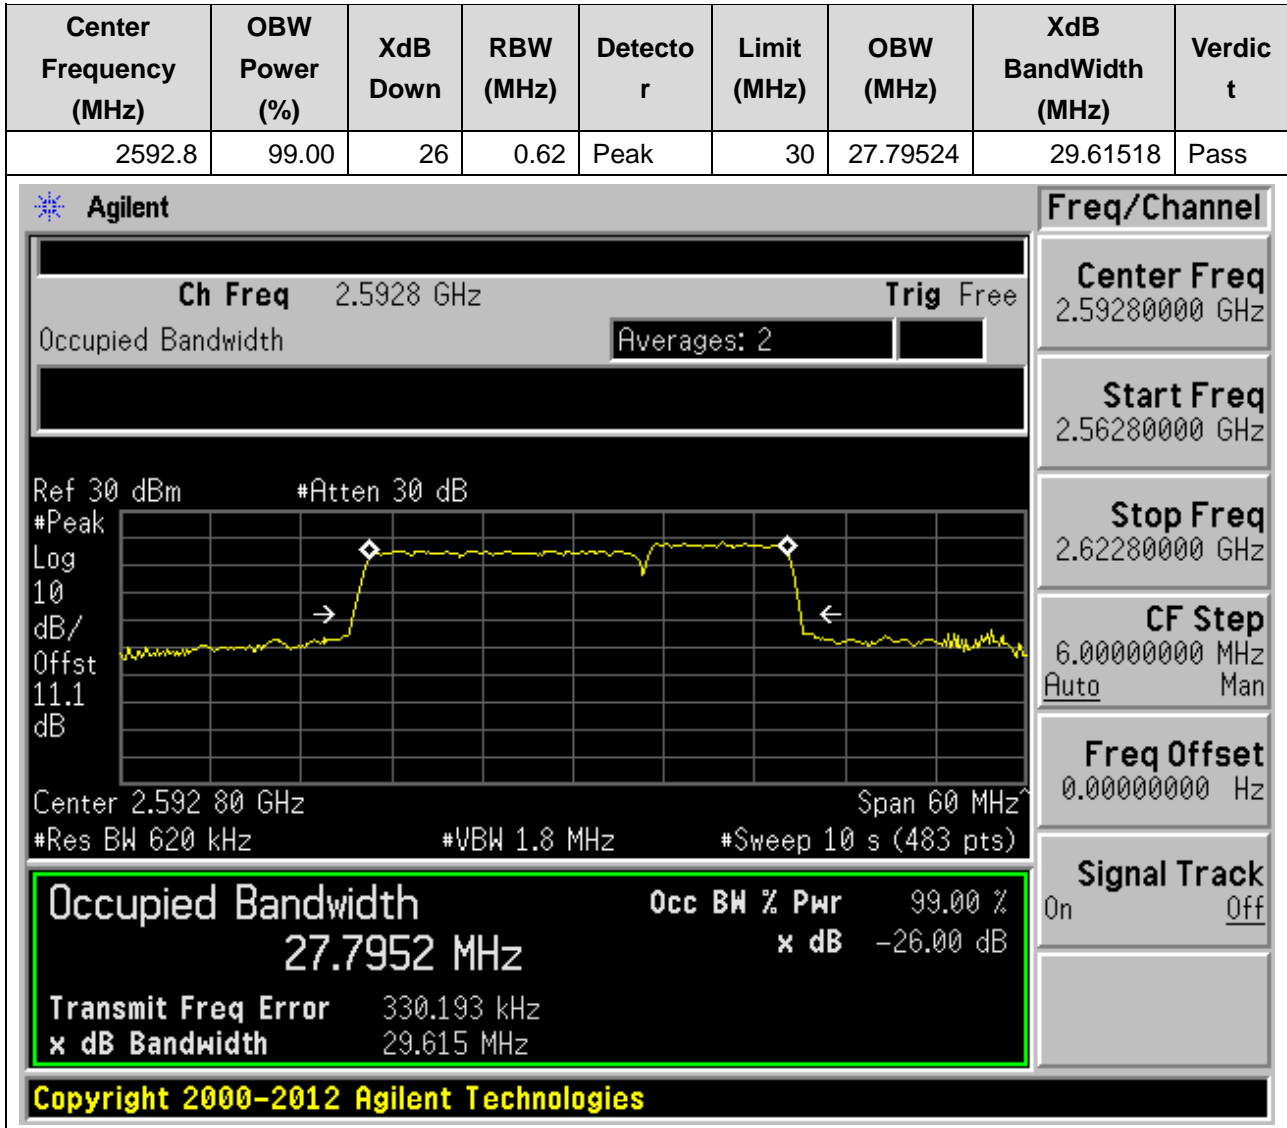 Center Frequency (MHz) OBW Power (%) XdB Down RBW (MHz) Detecto r Limit (MHz) OBW (MHz) XdB BandWidth (MHz) Verdic t
2592.8 99.00 26 0.62 Peak 30 27.79524 29.61518 Pass
Agilent
Freq/Channel
Ch Freq 2.5928 GHz Trig Free
Occupied Bandwidth Averages: 2
Center Freq
2.59280000 GHz
Start Freq
2.56280000 GHz
Stop Freq
2.62280000 GHz
CF Step
6.00000000 MHz
Auto Man
Freq Offset
0.00000000 Hz
Signal Track
On Off
Ref 30 dBm #Atten 30 dB
#Peak
Log
10
dB/
Offst
11.1
dB
Center 2.592 80 GHz Span 60 MHz^
#Res BW 620 kHz #VBW 1.8 MHz #Sweep 10 s (483 pts)
Occupied Bandwidth Occ BW % Pwr 99.00 %
27.7952 MHz x dB -26.00 dB
Transmit Freq Error 330.193 kHz
x dB Bandwidth 29.615 MHz
Copyright 2000-2012 Agilent Technologies